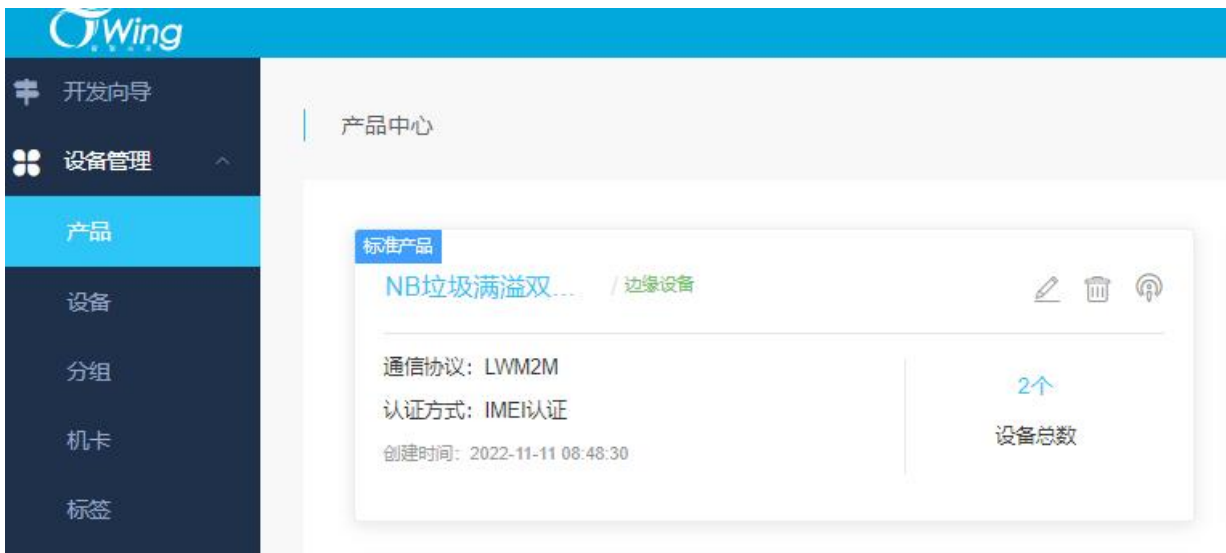 Wing
开发向导
设备管理
产品
设备
分组
机卡
标签
产品中心
标准产品
NB垃圾满溢双... / 边缘设备
通信协议：LWM2M
认证方式：IMEI认证
创建时间：2022-11-11 08:48:30
2个
设备总数